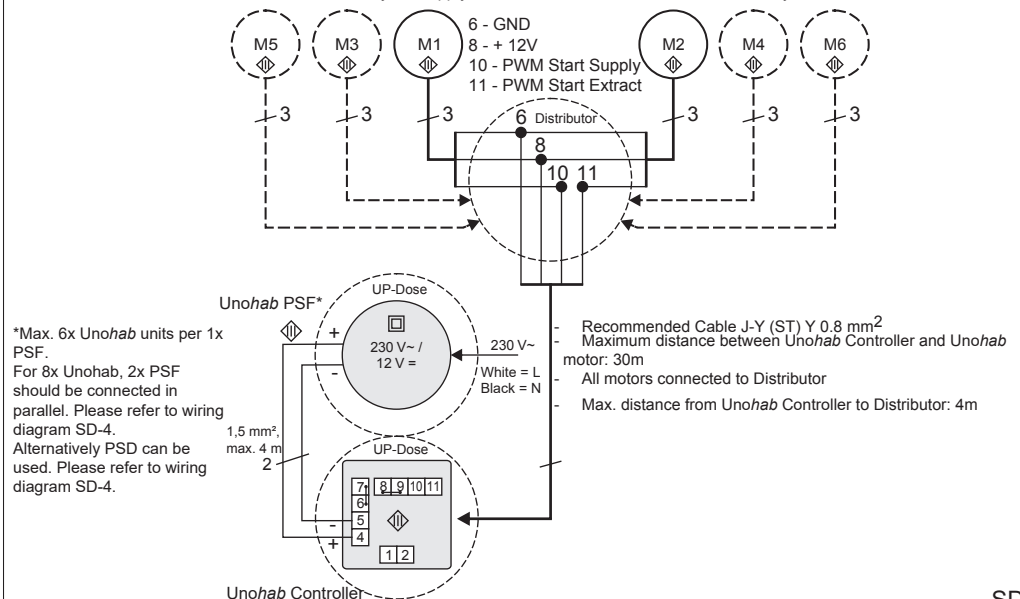 M5
M3
M1
M2
M4
M6
6 - GND
8 - + 12V
10 - PWM Start Supply
11 - PWM Start Extract
3
3
3
3
3
3
6 Distributor
8
10 11
UP-Dose
Unohab PSF*
+
230 V~ /
12 V =
-
230 V~
White = L
Black = N
*Max. 6x Unohab units per 1x
PSF.
For 8x Unohab, 2x PSF
should be connected in
parallel. Please refer to wiring
diagram SD-4.
Alternatively PSD can be
used. Please refer to wiring
diagram SD-4.
- Recommended Cable J-Y (ST) Y 0.8 mm2
- Maximum distance between Unohab Controller and Unohab
motor: 30m
- All motors connected to Distributor
- Max. distance from Unohab Controller to Distributor: 4m
1,5 mm²,
max. 4 m
2
UP-Dose
7 8 9 10 11
6
- 5
+ 4
1 2
Unohab Controller